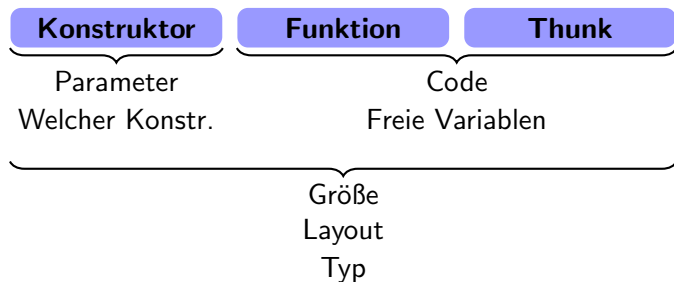 Konstruktor Funktion Thunk
Parameter Code
Welcher Konstr. Freie Variablen
Größe
Layout
Typ